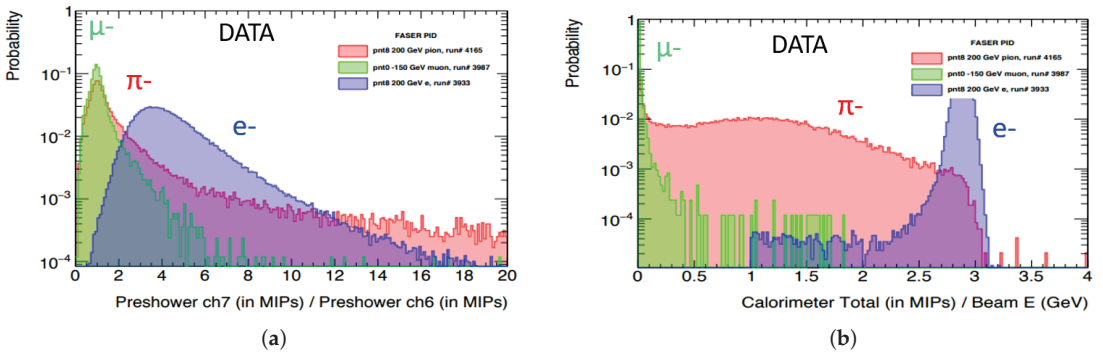 DATA
μ-
π-
e-
FASER PID
pnt8 200 GeV pion, run# 4165
pnt0 -150 GeV muon, run# 3987
pnt8 200 GeV e, run# 3933
Probability
1
10⁻¹
10⁻²
10⁻³
10⁻⁴
0 2 4 6 8 10 12 14 16 18 20
Preshower ch7 (in MIPs) / Preshower ch6 (in MIPs)
(a)
DATA
μ-
π-
e-
FASER PID
pnt8 200 GeV pion, run# 4165
pnt0 -150 GeV muon, run# 3987
pnt8 200 GeV e, run# 3933
Probability
1
10⁻¹
10⁻²
10⁻³
10⁻⁴
0 0.5 1 1.5 2 2.5 3 3.5 4
Calorimeter Total (in MIPs) / Beam E (GeV)
(b)